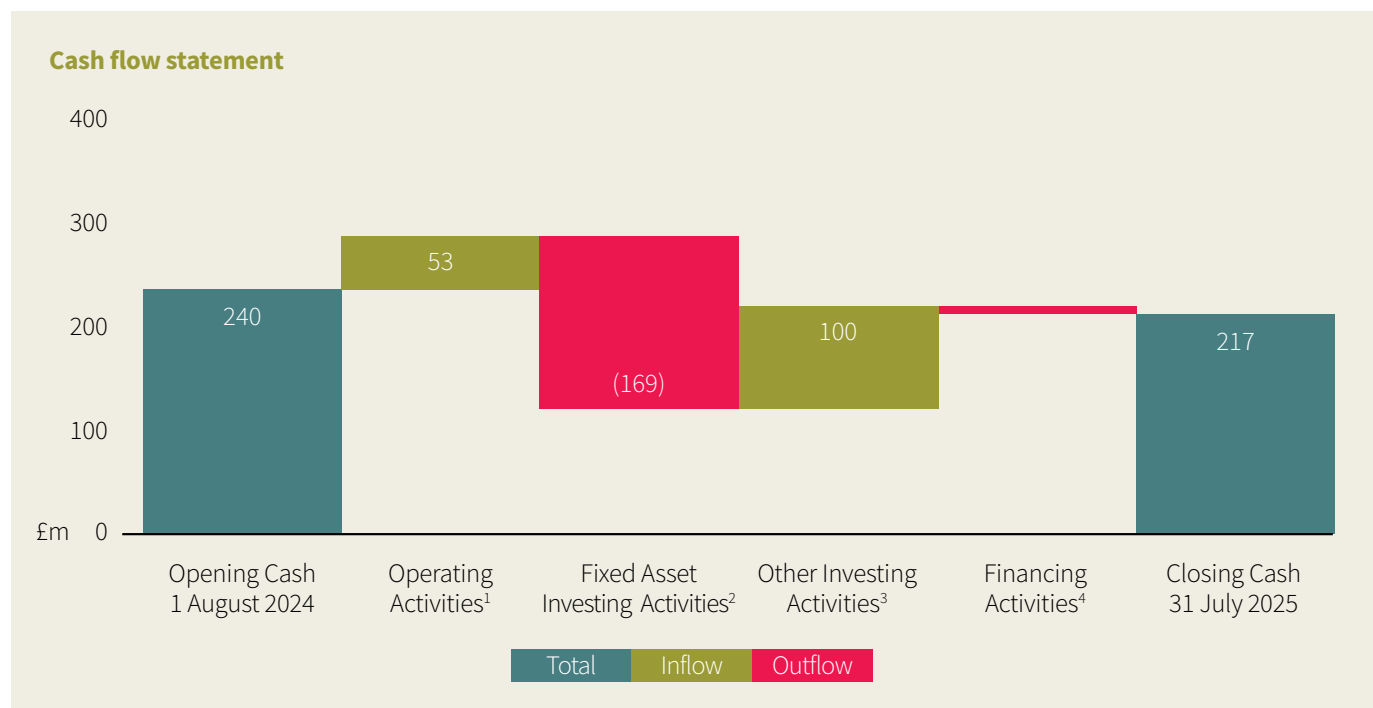 Cash flow statement
400
300
200
100
£m 0
240
53
(169)
100
217
Opening Cash
1 August 2024
Operating
Activities¹
Fixed Asset
Investing Activities²
Other Investing
Activities³
Financing
Activities⁴
Closing Cash
31 July 2025
Total Inflow Outflow